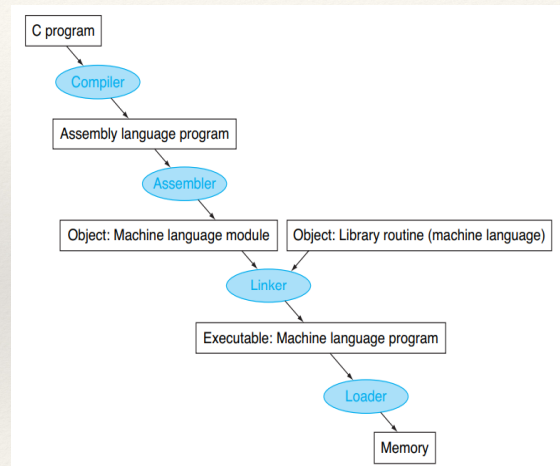 C program
Compiler
Assembly language program
Assembler
Object: Machine language module
Object: Library routine (machine language)
Linker
Executable: Machine language program
Loader
Memory